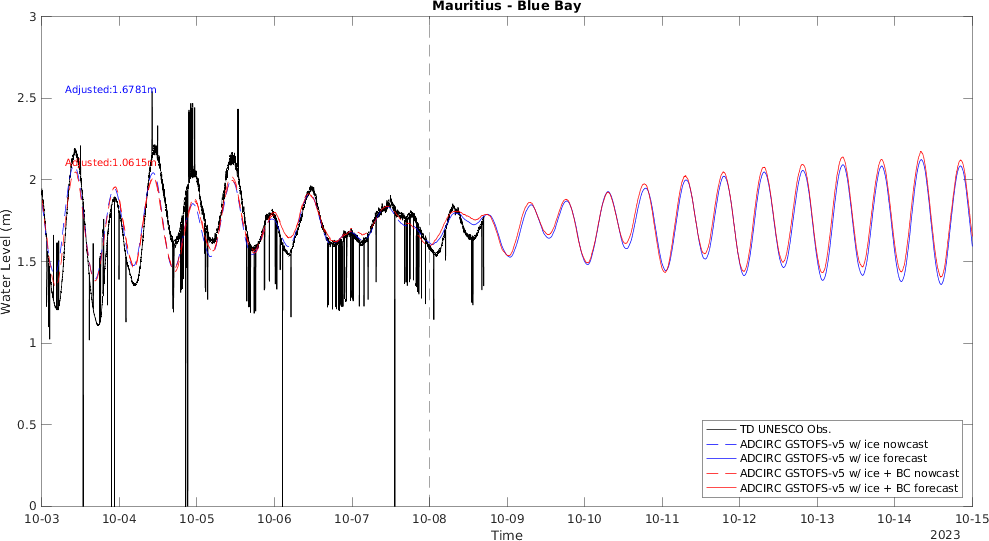 Mauritius - Blue Bay
3
2.5
2
1.5
1
0.5
0
Water Level (m)
Adjusted:1.6781m
Adjusted:1.0615m
TD UNESCO Obs.
ADCIRC GSTOFS-v5 w/ ice nowcast
ADCIRC GSTOFS-v5 w/ ice forecast
ADCIRC GSTOFS-v5 w/ ice + BC nowcast
ADCIRC GSTOFS-v5 w/ ice + BC forecast
10-03 10-04 10-05 10-06 10-07 10-08 10-09 10-10 10-11 10-12 10-13 10-14 10-15
Time
2023